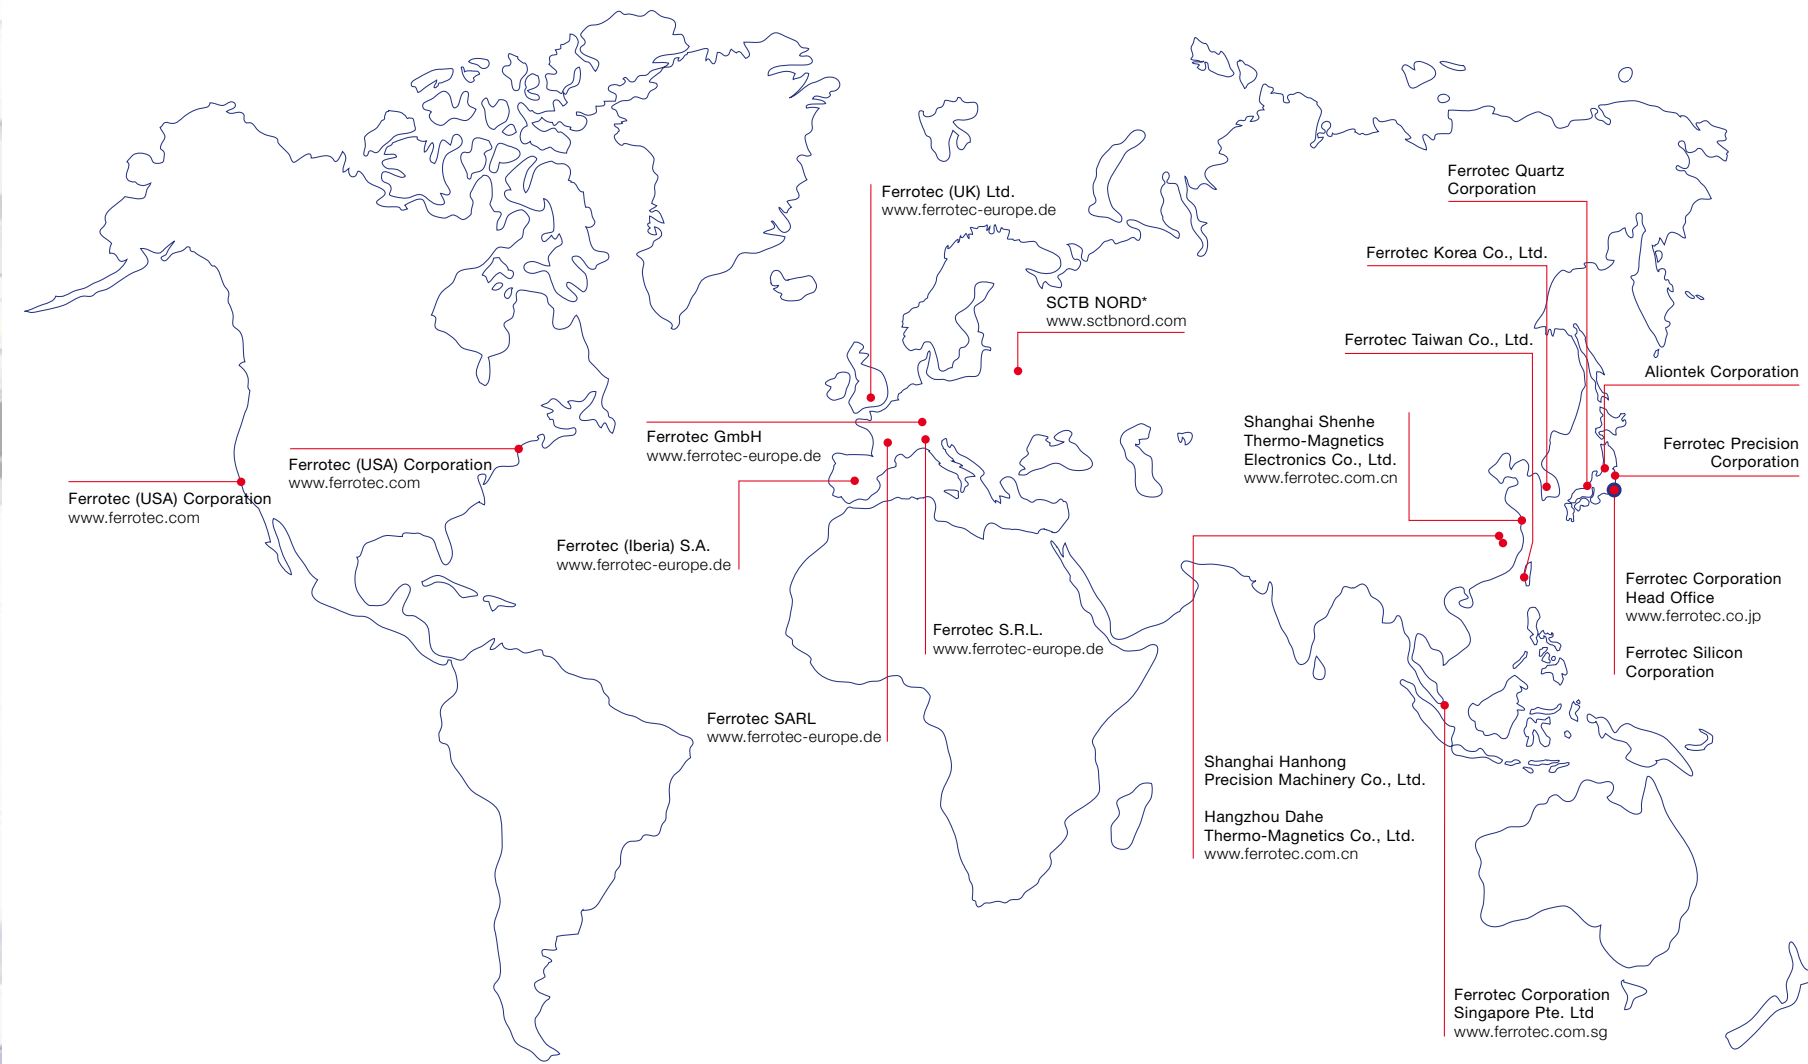 Ferrotec (UK) Ltd.
www.ferrotec-europe.de
Ferrotec Quartz
Corporation
Ferrotec Korea Co., Ltd.
SCTB NORD*
www.sctbnord.com
Ferrotec Taiwan Co., Ltd.
Aliontek Corporation
Ferrotec GmbH
www.ferrotec-europe.de
Shanghai Shenhe
Thermo-Magnetics
Electronics Co., Ltd.
www.ferrotec.com.cn
Ferrotec Precision
Corporation
Ferrotec (USA) Corporation
www.ferrotec.com
Ferrotec (USA) Corporation
www.ferrotec.com
Ferrotec (Iberia) S.A.
www.ferrotec-europe.de
Ferrotec Corporation
Head Office
www.ferrotec.co.jp
Ferrotec S.R.L.
www.ferrotec-europe.de
Ferrotec Silicon
Corporation
Ferrotec SARL
www.ferrotec-europe.de
Shanghai Hanhong
Precision Machinery Co., Ltd.
Hangzhou Dahe
Thermo-Magnetics Co., Ltd.
www.ferrotec.com.cn
Ferrotec Corporation
Singapore Pte. Ltd
www.ferrotec.com.sg